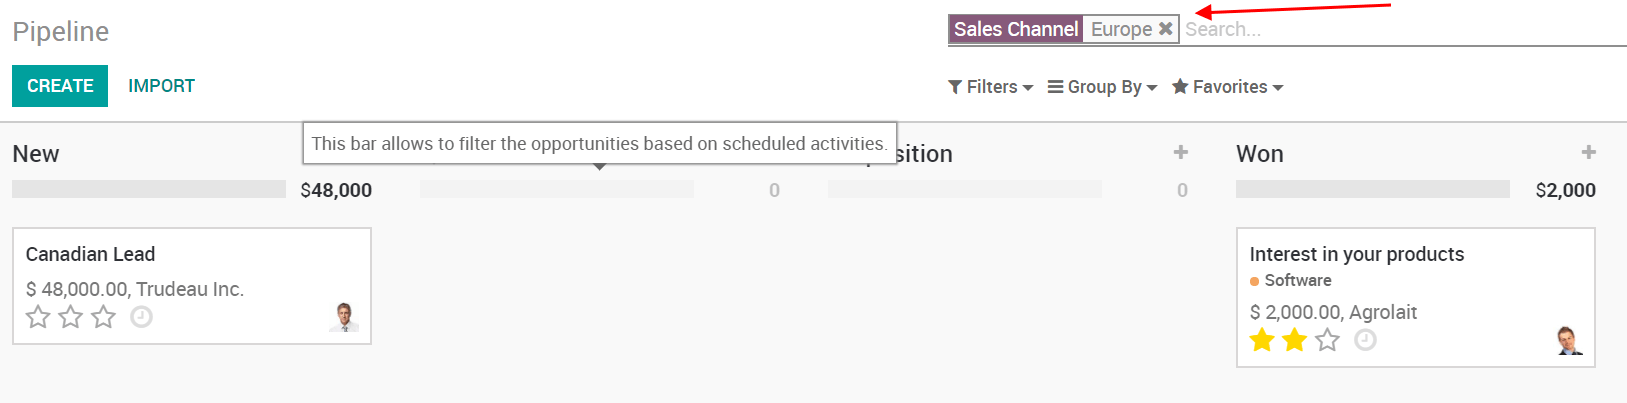 Pipeline
Sales Channel Europe ✖ Search...
CREATE IMPORT
Filters Group By Favorites
This bar allows to filter the opportunities based on scheduled activities.
New sition + Won +
$48,000 0 0 $2,000
Canadian Lead
$ 48,000.00, Trudeau Inc.
Interest in your products
Software
$ 2,000.00, Agrolait